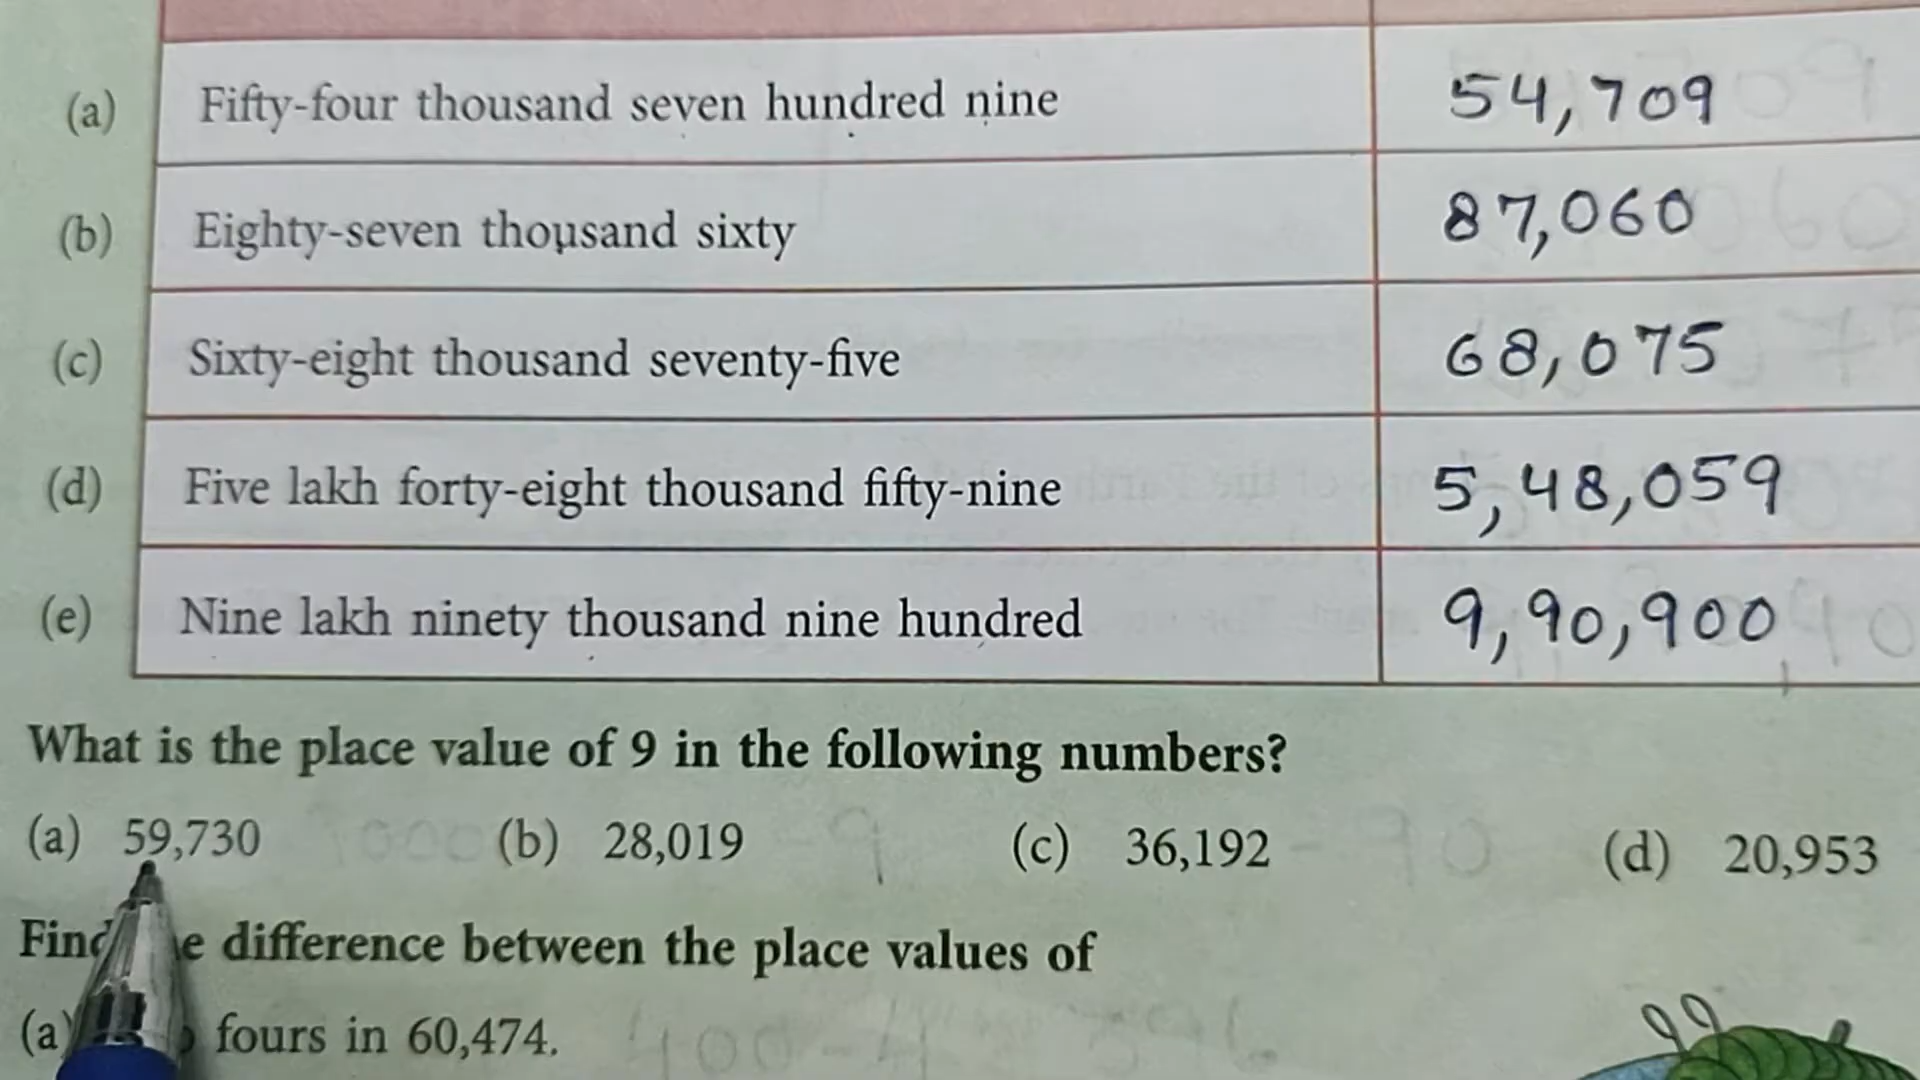 (a) Fifty-four thousand seven hundred nine 54,709
(b) Eighty-seven thousand sixty 87,060
(c) Sixty-eight thousand seventy-five 68,075
(d) Five lakh forty-eight thousand fifty-nine 5,48,059
(e) Nine lakh ninety thousand nine hundred 9,90,900
What is the place value of 9 in the following numbers?
(a) 59,730 (b) 28,019 - 9 (c) 36,192 - 90 (d) 20,953
difference between the place values of
(a) fours in 60,474.